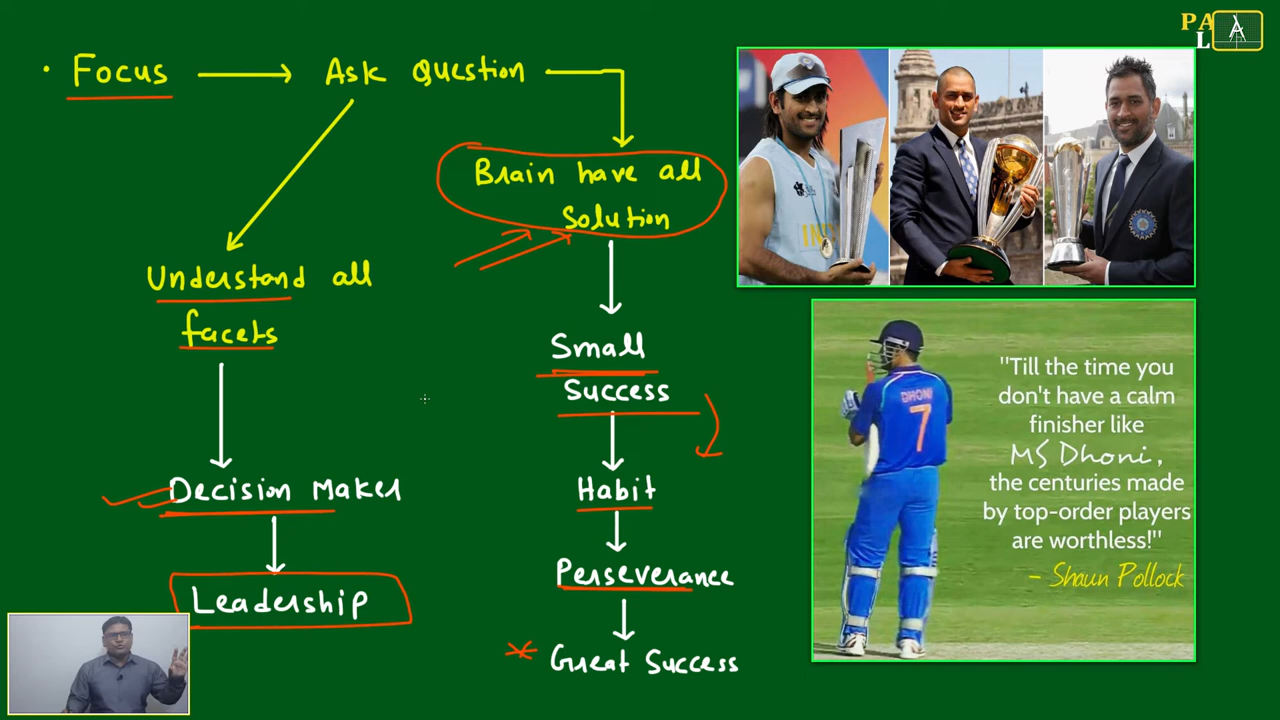 PA
L
• Focus → Ask Question
Brain have all
Solution
Understand all
facets
Small
Success
Decision Maker
Habit
Leadership
Perseverance
* Great Success
DHONI
7
"Till the time you
don't have a calm
finisher like
MS Dhoni,
the centuries made
by top-order players
are worthless!"
- Shaun Pollock